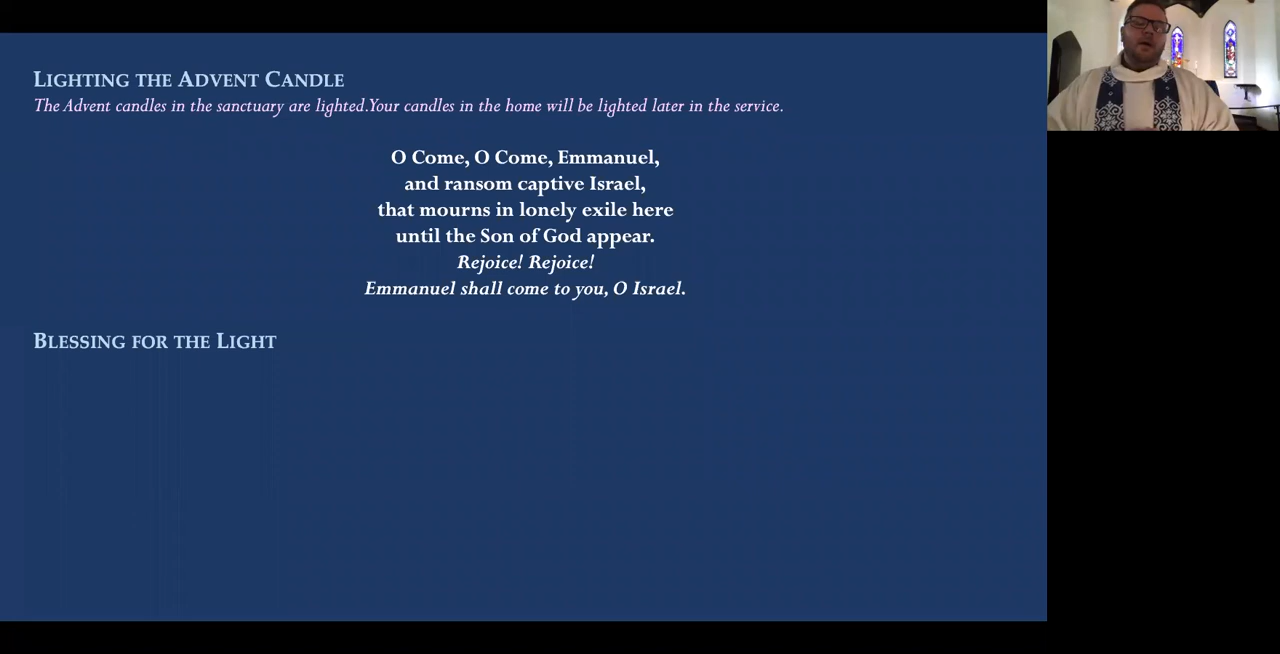 LIGHTING THE ADVENT CANDLE
The Advent candles in the sanctuary are lighted.Your candles in the home will be lighted later in the service.
O Come, O Come, Emmanuel,
and ransom captive Israel,
that mourns in lonely exile here
until the Son of God appear.
Rejoice! Rejoice!
Emmanuel shall come to you, O Israel.
BLESSING FOR THE LIGHT